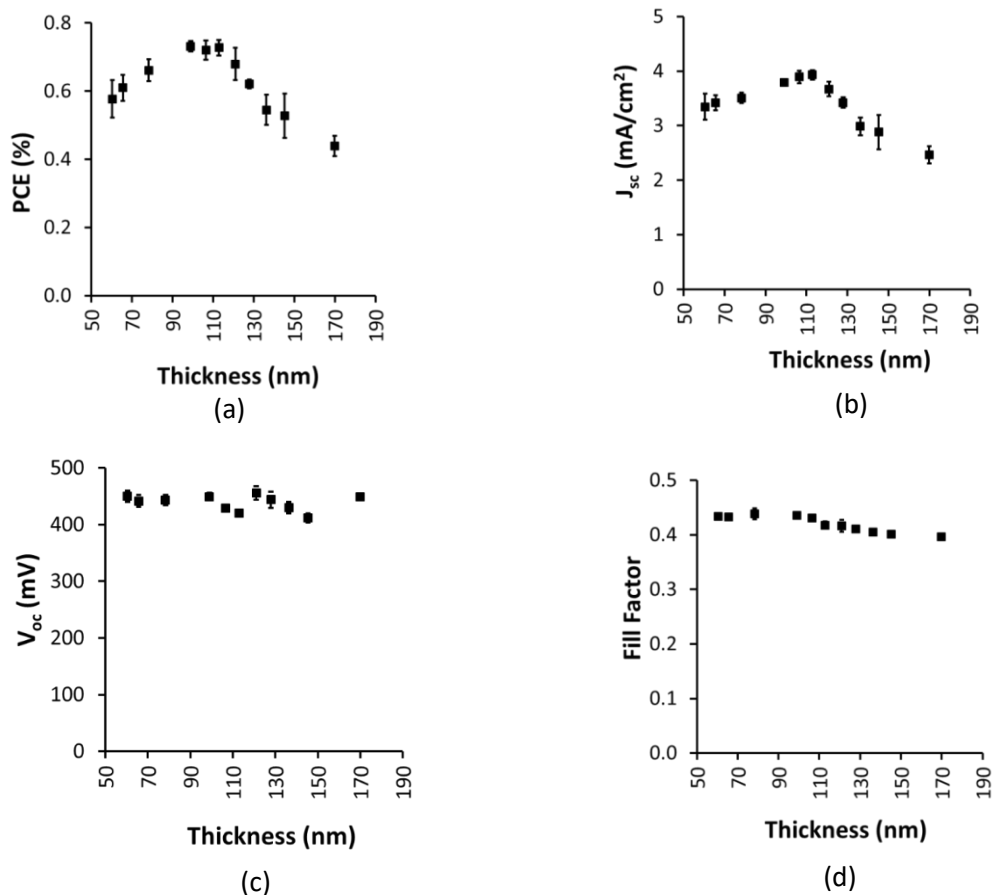 0.8
0.6
0.4
0.2
0.0
PCE (%)
50 70 90 110 130 150 170 190
Thickness (nm)
(a)
5
4
3
2
1
0
J_sc (mA/cm²)
50 70 90 110 130 150 170 190
Thickness (nm)
(b)
500
400
300
200
100
0
V_oc (mV)
50 70 90 110 130 150 170 190
Thickness (nm)
(c)
0.5
0.4
0.3
0.2
0.1
0.0
Fill Factor
50 70 90 110 130 150 170 190
Thickness (nm)
(d)